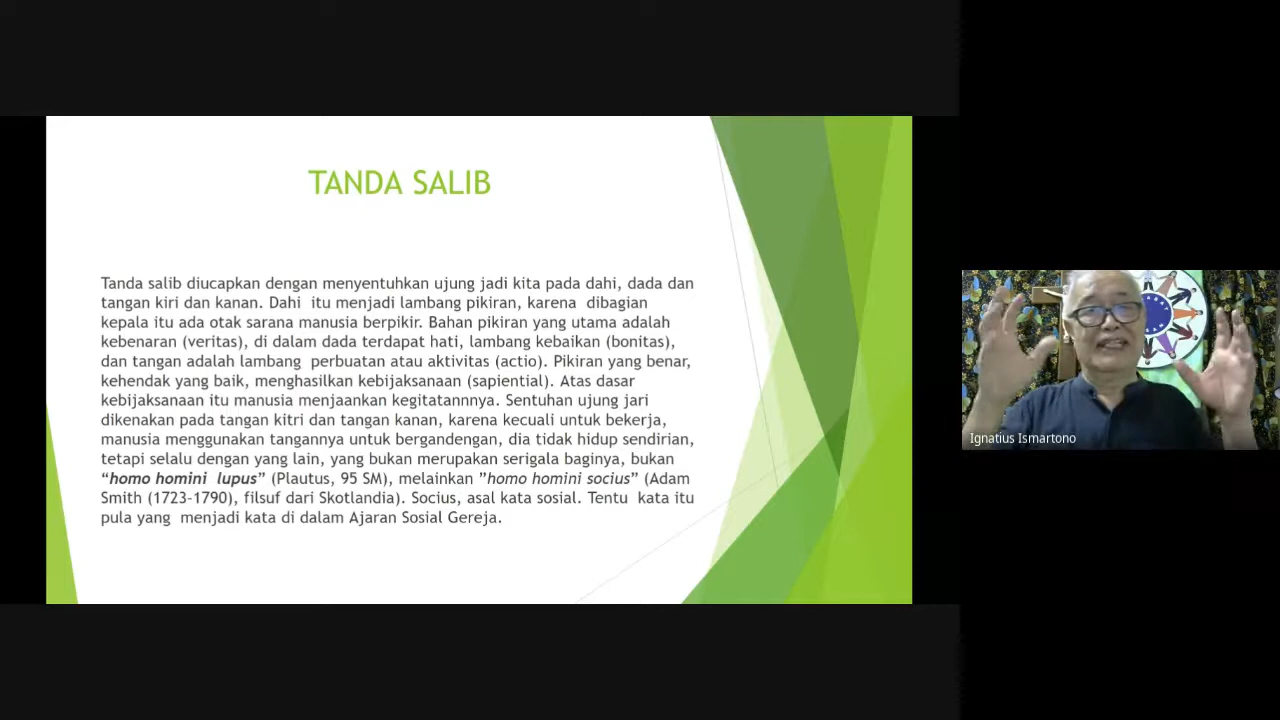 TANDA SALIB
Tanda salib diucapkan dengan menyentuhkan ujung jadi kita pada dahi, dada dan
tangan kiri dan kanan. Dahi itu menjadi lambang pikiran, karena dibagian
kepala itu ada otak sarana manusia berpikir. Bahan pikiran yang utama adalah
kebenaran (veritas), di dalam dada terdapat hati, lambang kebaikan (bonitas),
dan tangan adalah lambang perbuatan atau aktivitas (actio). Pikiran yang benar,
kehendak yang baik, menghasilkan kebijaksanaan (sapiential). Atas dasar
kebijaksanaan itu manusia menjaankan kegitatannnya. Sentuhan ujung jari
dikenakan pada tangan kitri dan tangan kanan, karena kecuali untuk bekerja,
manusia menggunakan tangannya untuk bergandengan, dia tidak hidup sendirian,
tetapi selalu dengan yang lain, yang bukan merupakan serigala baginya, bukan
“homo homini lupus” (Plautus, 95 SM), melainkan ”homo homini socius” (Adam
Smith (1723-1790), filsuf dari Skotlandia). Socius, asal kata sosial. Tentu kata itu
pula yang menjadi kata di dalam Ajaran Sosial Gereja.
Ignatius Ismartono